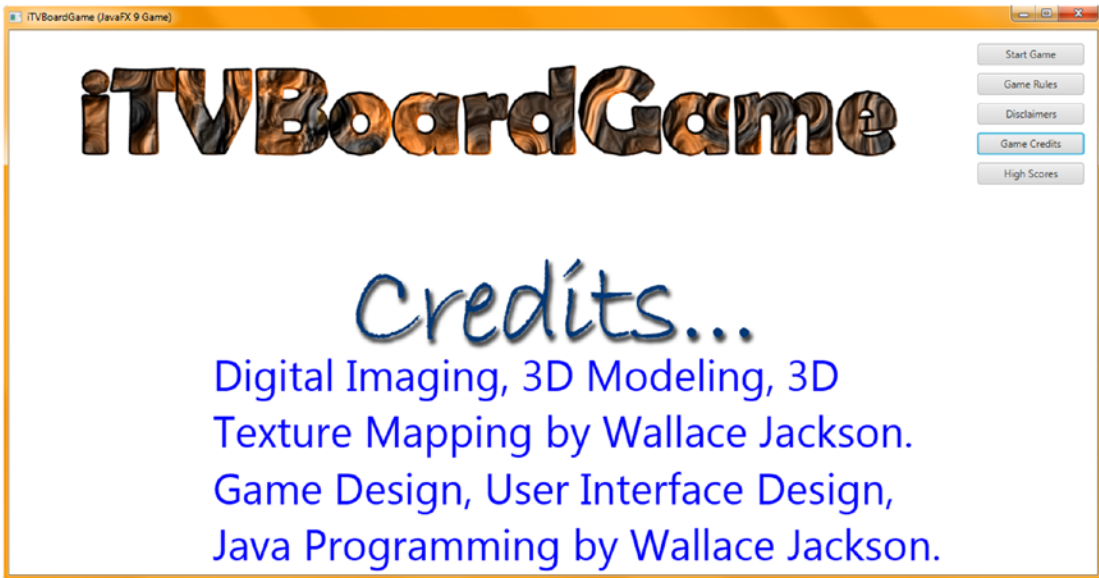 iTVBoardGame (JavaFX 9 Game)
iTVBoardGame
Start Game
Game Rules
Disclaimers
Game Credits
High Scores
Credits...
Digital Imaging, 3D Modeling, 3D
Texture Mapping by Wallace Jackson.
Game Design, User Interface Design,
Java Programming by Wallace Jackson.